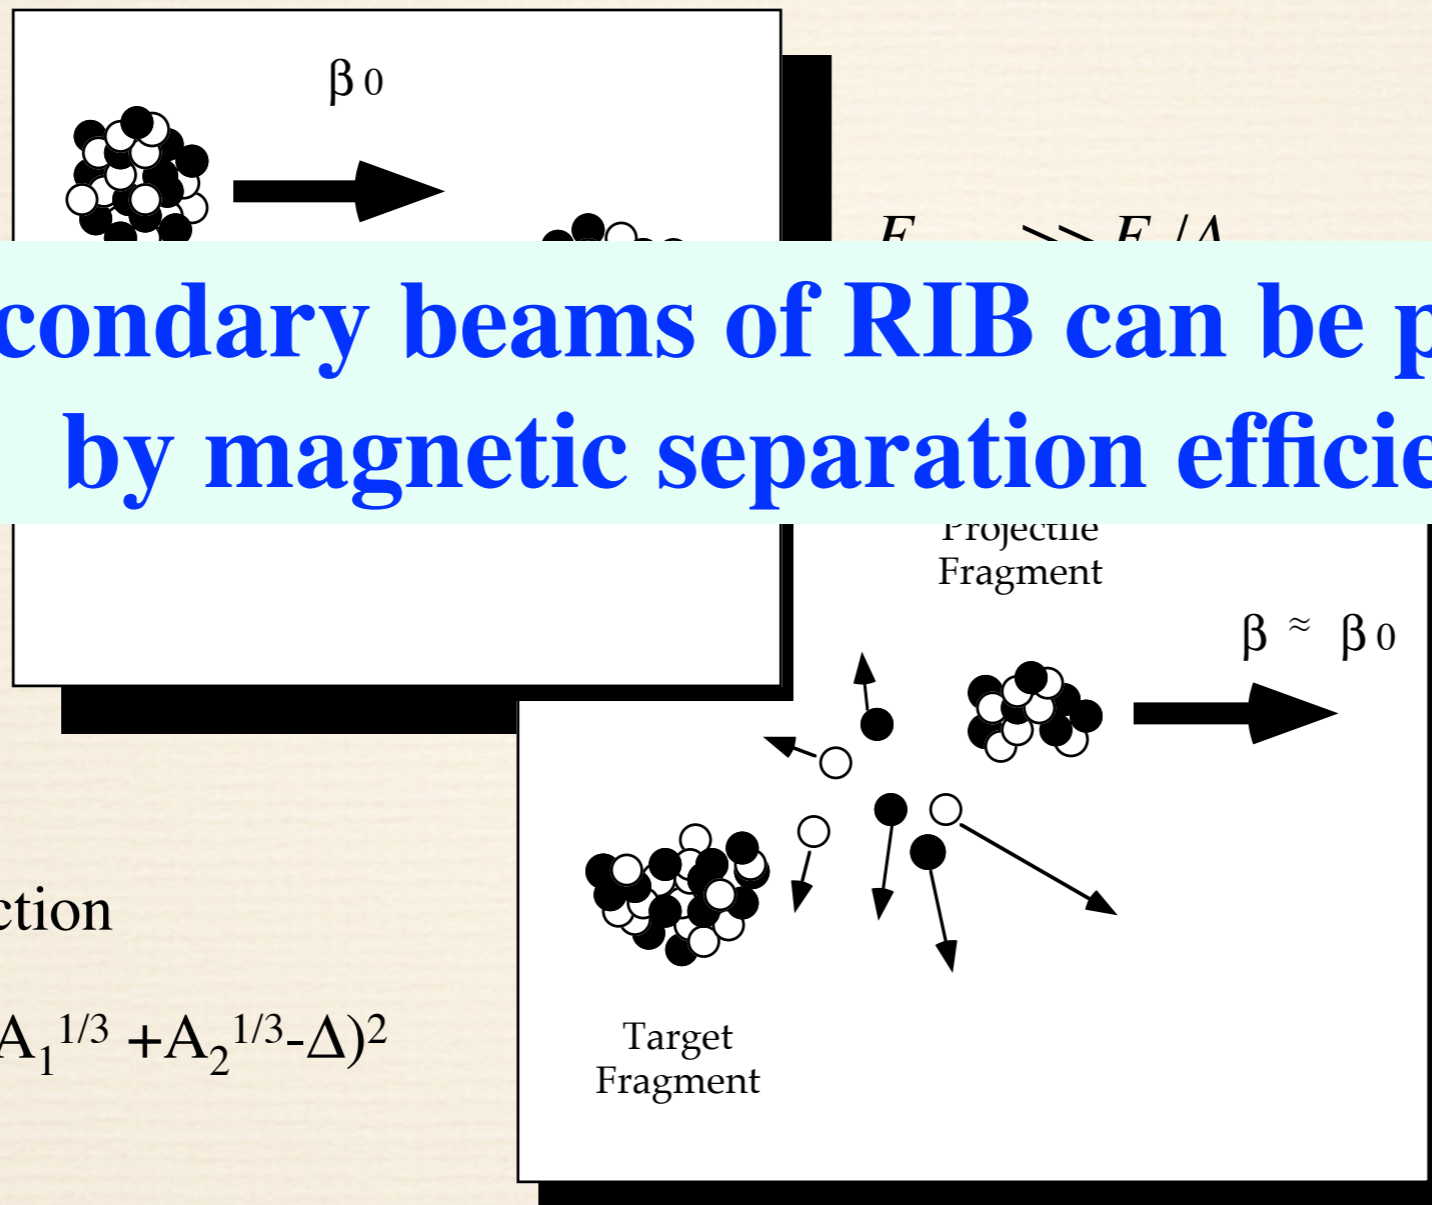 β 0
condary beams of RIB can be p
by magnetic separation efficie
Projectile
Fragment
β ≈ β 0
ction
A₁^1/3 +A₂^1/3-Δ)²
Target
Fragment